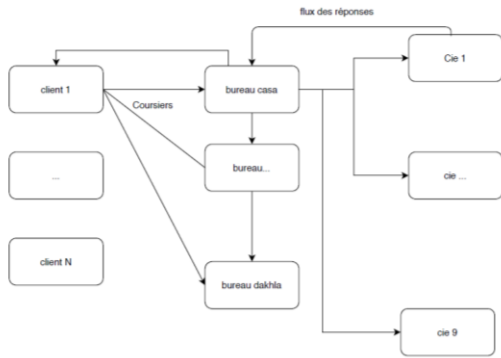 flux des réponses
client 1
bureau casa
Cie 1
Coursiers
...
bureau...
cie ...
client N
bureau dakhla
cie 9